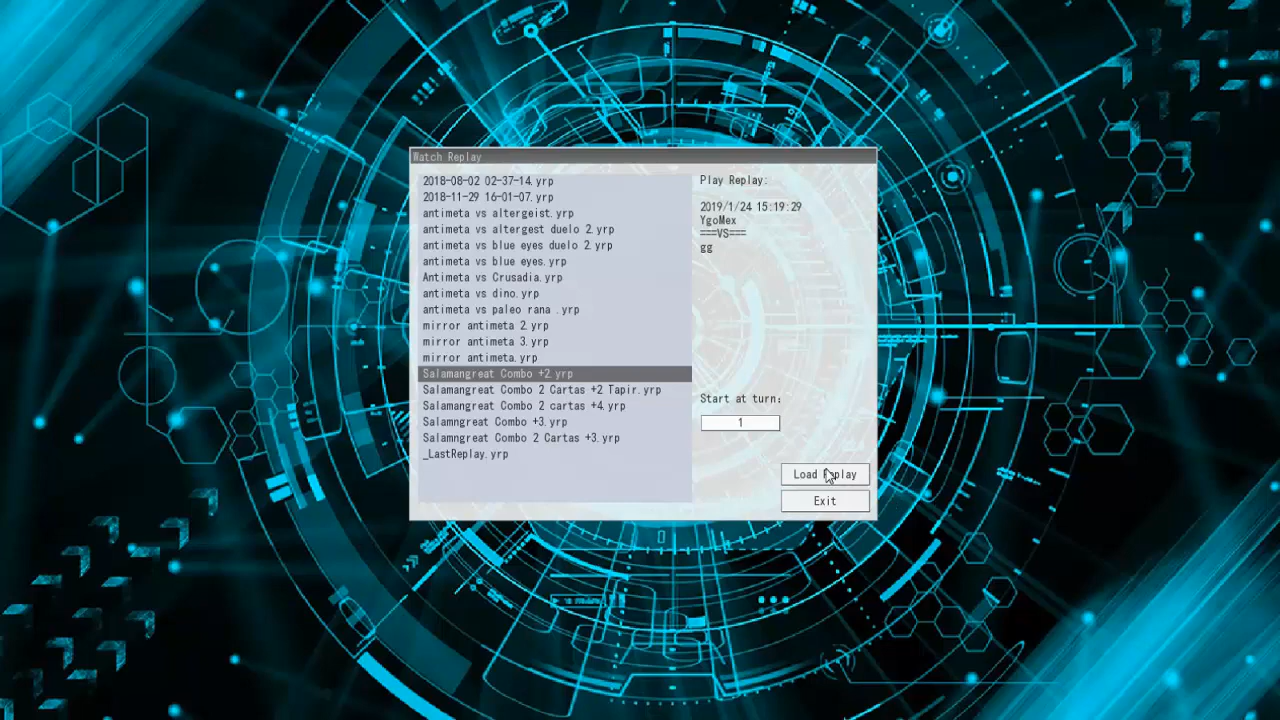 Watch Replay
2018-08-02 02-37-14.yrp
2018-11-29 16-01-07.yrp
antimeta vs altergeist.yrp
antimeta vs altergest duelo 2.yrp
antimeta vs blue eyes duelo 2.yrp
antimeta vs blue eyes.yrp
Antimeta vs Crusadia.yrp
antimeta vs dino.yrp
antimeta vs paleo rana .yrp
mirror antimeta 2.yrp
mirror antimeta 3.yrp
mirror antimeta.yrp
Salamangreat Combo +2.yrp
Salamangreat Combo 2 Cartas +2 Tapir.yrp
Salamangreat Combo 2 cartas +4.yrp
Salamngreat Combo +3.yrp
Salamngreat Combo 2 Cartas +3.yrp
_LastReplay.yrp
Play Replay:
2019/1/24 15:19:29
YgoMex
===VS===
gg
Start at turn:
1
Load Replay
Exit